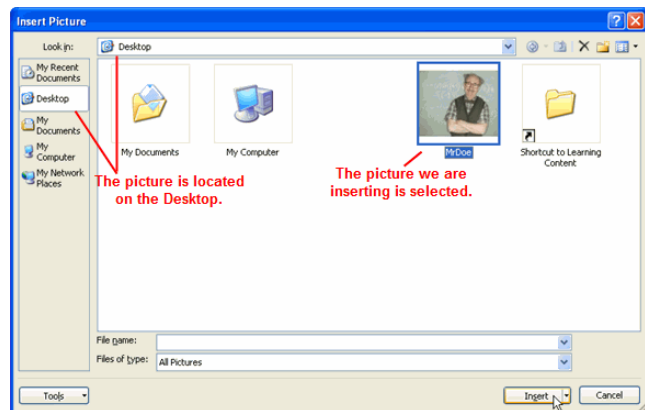 Insert Picture
Look in:
Desktop
My Recent
Documents
Desktop
My
Documents
My
Computer
My Network
Places
My Documents
My Computer
MrDoe
Shortcut to Learning
Content
The picture is located
on the Desktop.
The picture we are
inserting is selected.
File name:
Files of type:
All Pictures
Tools
Insert
Cancel